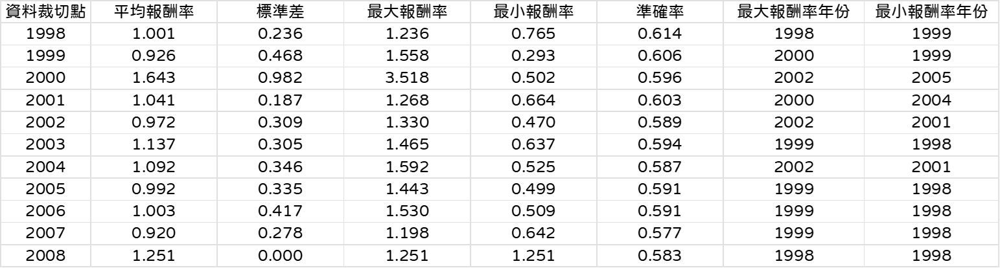 資料裁切點 平均報酬率 標準差 最大報酬率 最小報酬率 準確率 最大報酬率年份 最小報酬率年份
1998 1.001 0.236 1.236 0.765 0.614 1998 1999
1999 0.926 0.468 1.558 0.293 0.606 2000 1999
2000 1.643 0.982 3.518 0.502 0.596 2002 2005
2001 1.041 0.187 1.268 0.664 0.603 2000 2004
2002 0.972 0.309 1.330 0.470 0.589 2002 2001
2003 1.137 0.305 1.465 0.637 0.594 1999 1998
2004 1.092 0.346 1.592 0.525 0.587 2002 2001
2005 0.992 0.335 1.443 0.499 0.591 1999 1998
2006 1.003 0.417 1.530 0.509 0.591 1999 1998
2007 0.920 0.278 1.198 0.642 0.577 1999 1998
2008 1.251 0.000 1.251 1.251 0.583 1998 1998